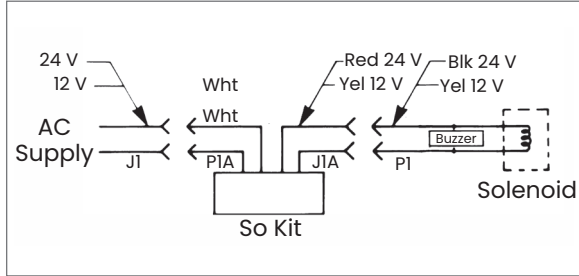 24 V
12 V
Wht
Wht
Red 24 V
Yel 12 V
Blk 24 V
Yel 12 V
AC
Supply
J1
P1A
J1A
P1
Buzzer
Solenoid
So Kit